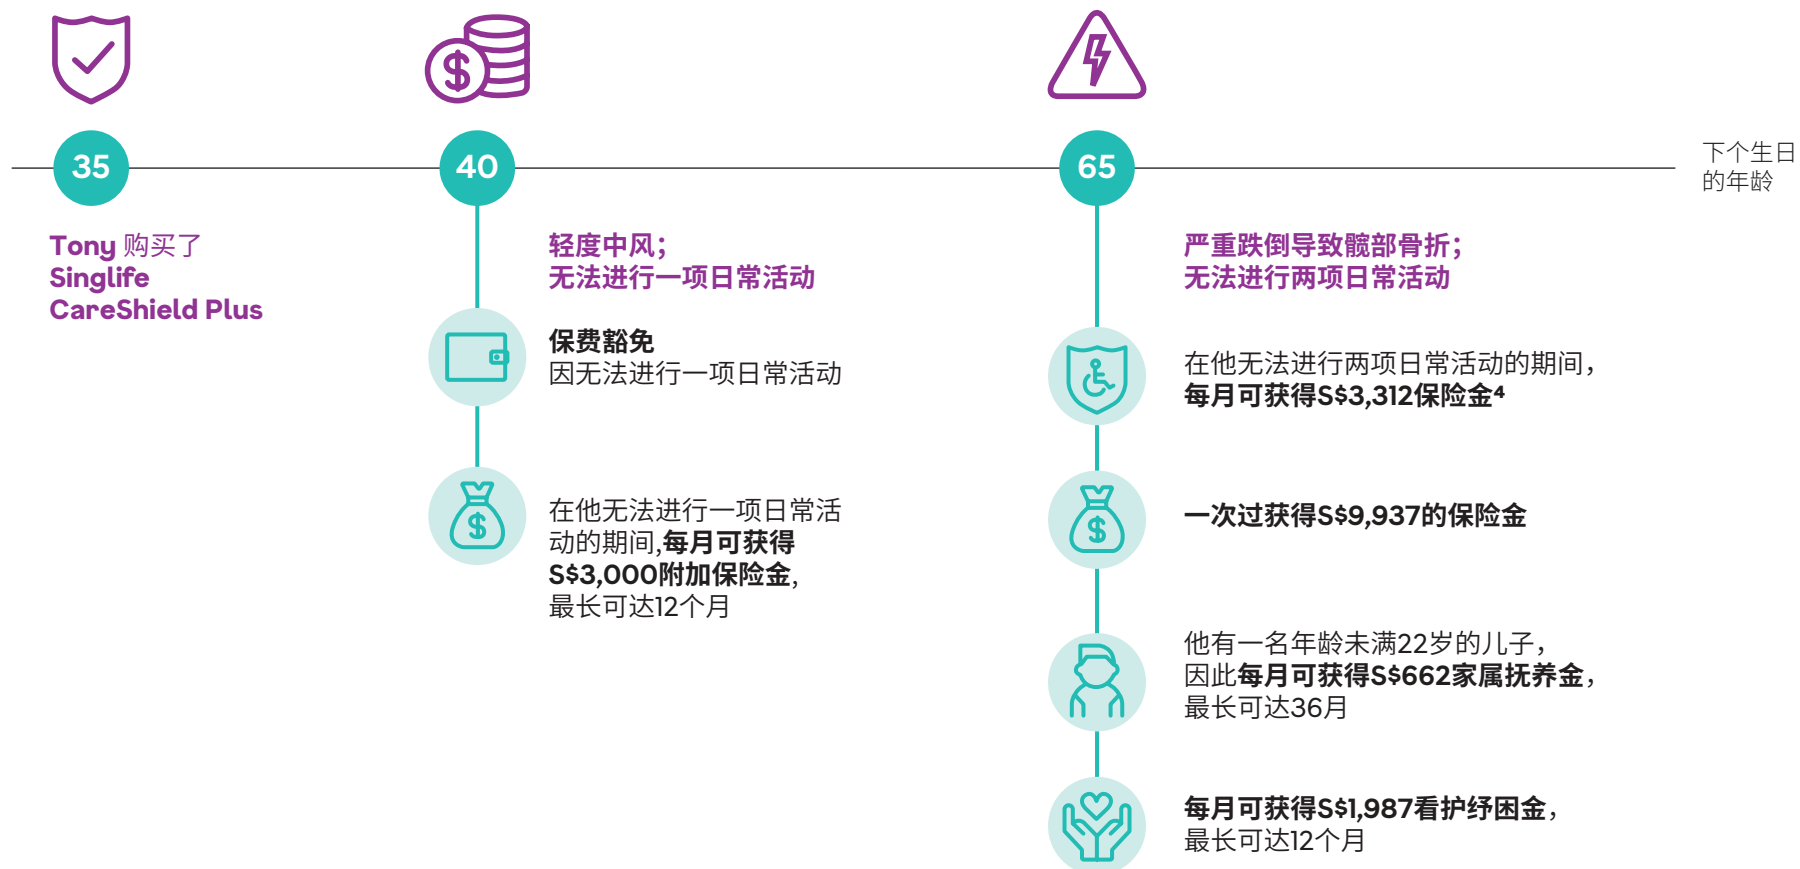 35
40
65
下个生日
的年龄
Tony 购买了
Singlife
CareShield Plus
轻度中风；
无法进行一项日常活动
保费豁免
因无法进行一项日常活动
在他无法进行一项日常活
动的期间,每月可获得
S$3,000附加保险金,
最长可达12个月
严重跌倒导致髋部骨折；
无法进行两项日常活动
在他无法进行两项日常活动的期间，
每月可获得S$3,312保险金⁴
一次过获得S$9,937的保险金
他有一名年龄未满22岁的儿子，
因此每月可获得S$662家属抚养金，
最长可达36月
每月可获得S$1,987看护纾困金，
最长可达12个月